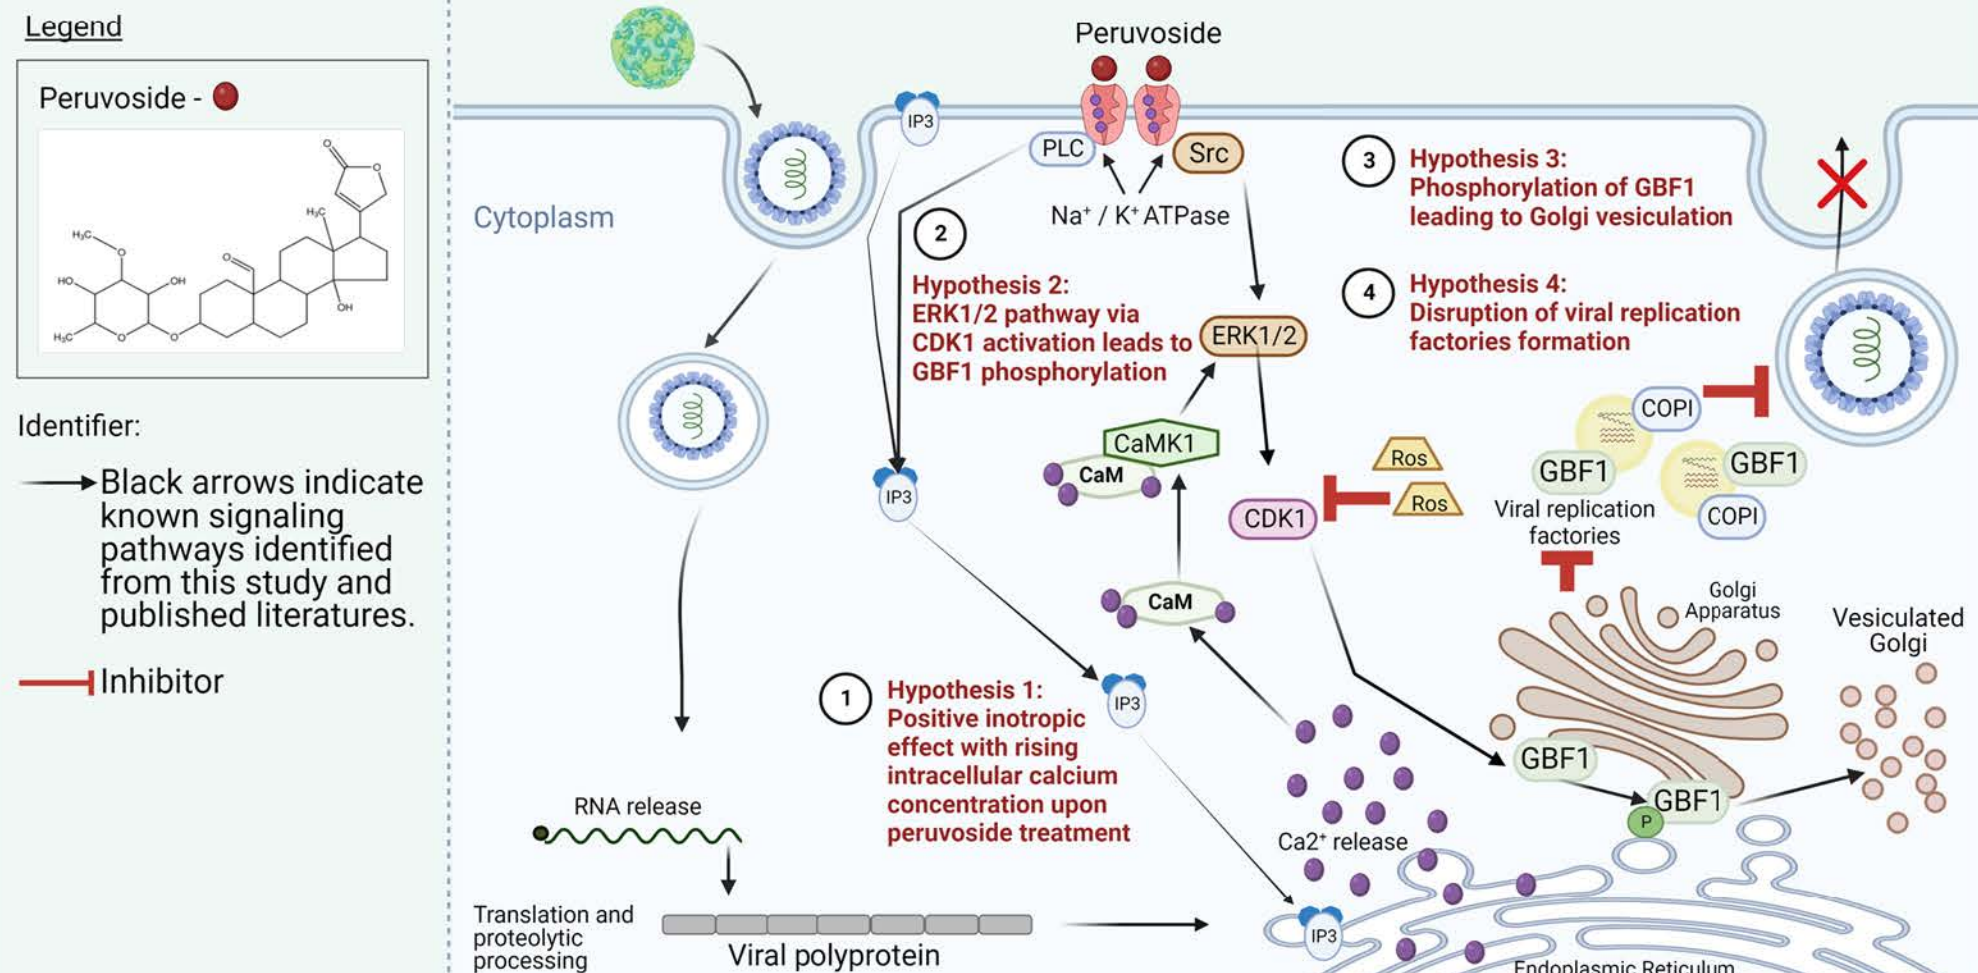 Legend
Peruvoside -
O
O
H₃C
H₃C
O
O
HO
OH
OH
H₃C
O
O
Identifier:
Black arrows indicate
known signaling
pathways identified
from this study and
published literatures.
Inhibitor
Peruvoside
IP3
PLC
Src
Na⁺ / K⁺ ATPase
Cytoplasm
2
Hypothesis 2:
ERK1/2 pathway via
CDK1 activation leads to
GBF1 phosphorylation
3
Hypothesis 3:
Phosphorylation of GBF1
leading to Golgi vesiculation
4
Hypothesis 4:
Disruption of viral replication
factories formation
ERK1/2
CaMK1
CaM
IP3
CDK1
Ros
Ros
COPI
GBF1
GBF1
COPI
Viral replication
factories
CaM
Golgi
Apparatus
Vesiculated
Golgi
1
Hypothesis 1:
Positive inotropic
effect with rising
intracellular calcium
concentration upon
peruvoside treatment
IP3
GBF1
GBF1
P
Ca2⁺ release
RNA release
Translation and
proteolytic
processing
Viral polyprotein
IP3
Endoplasmic Reticulum